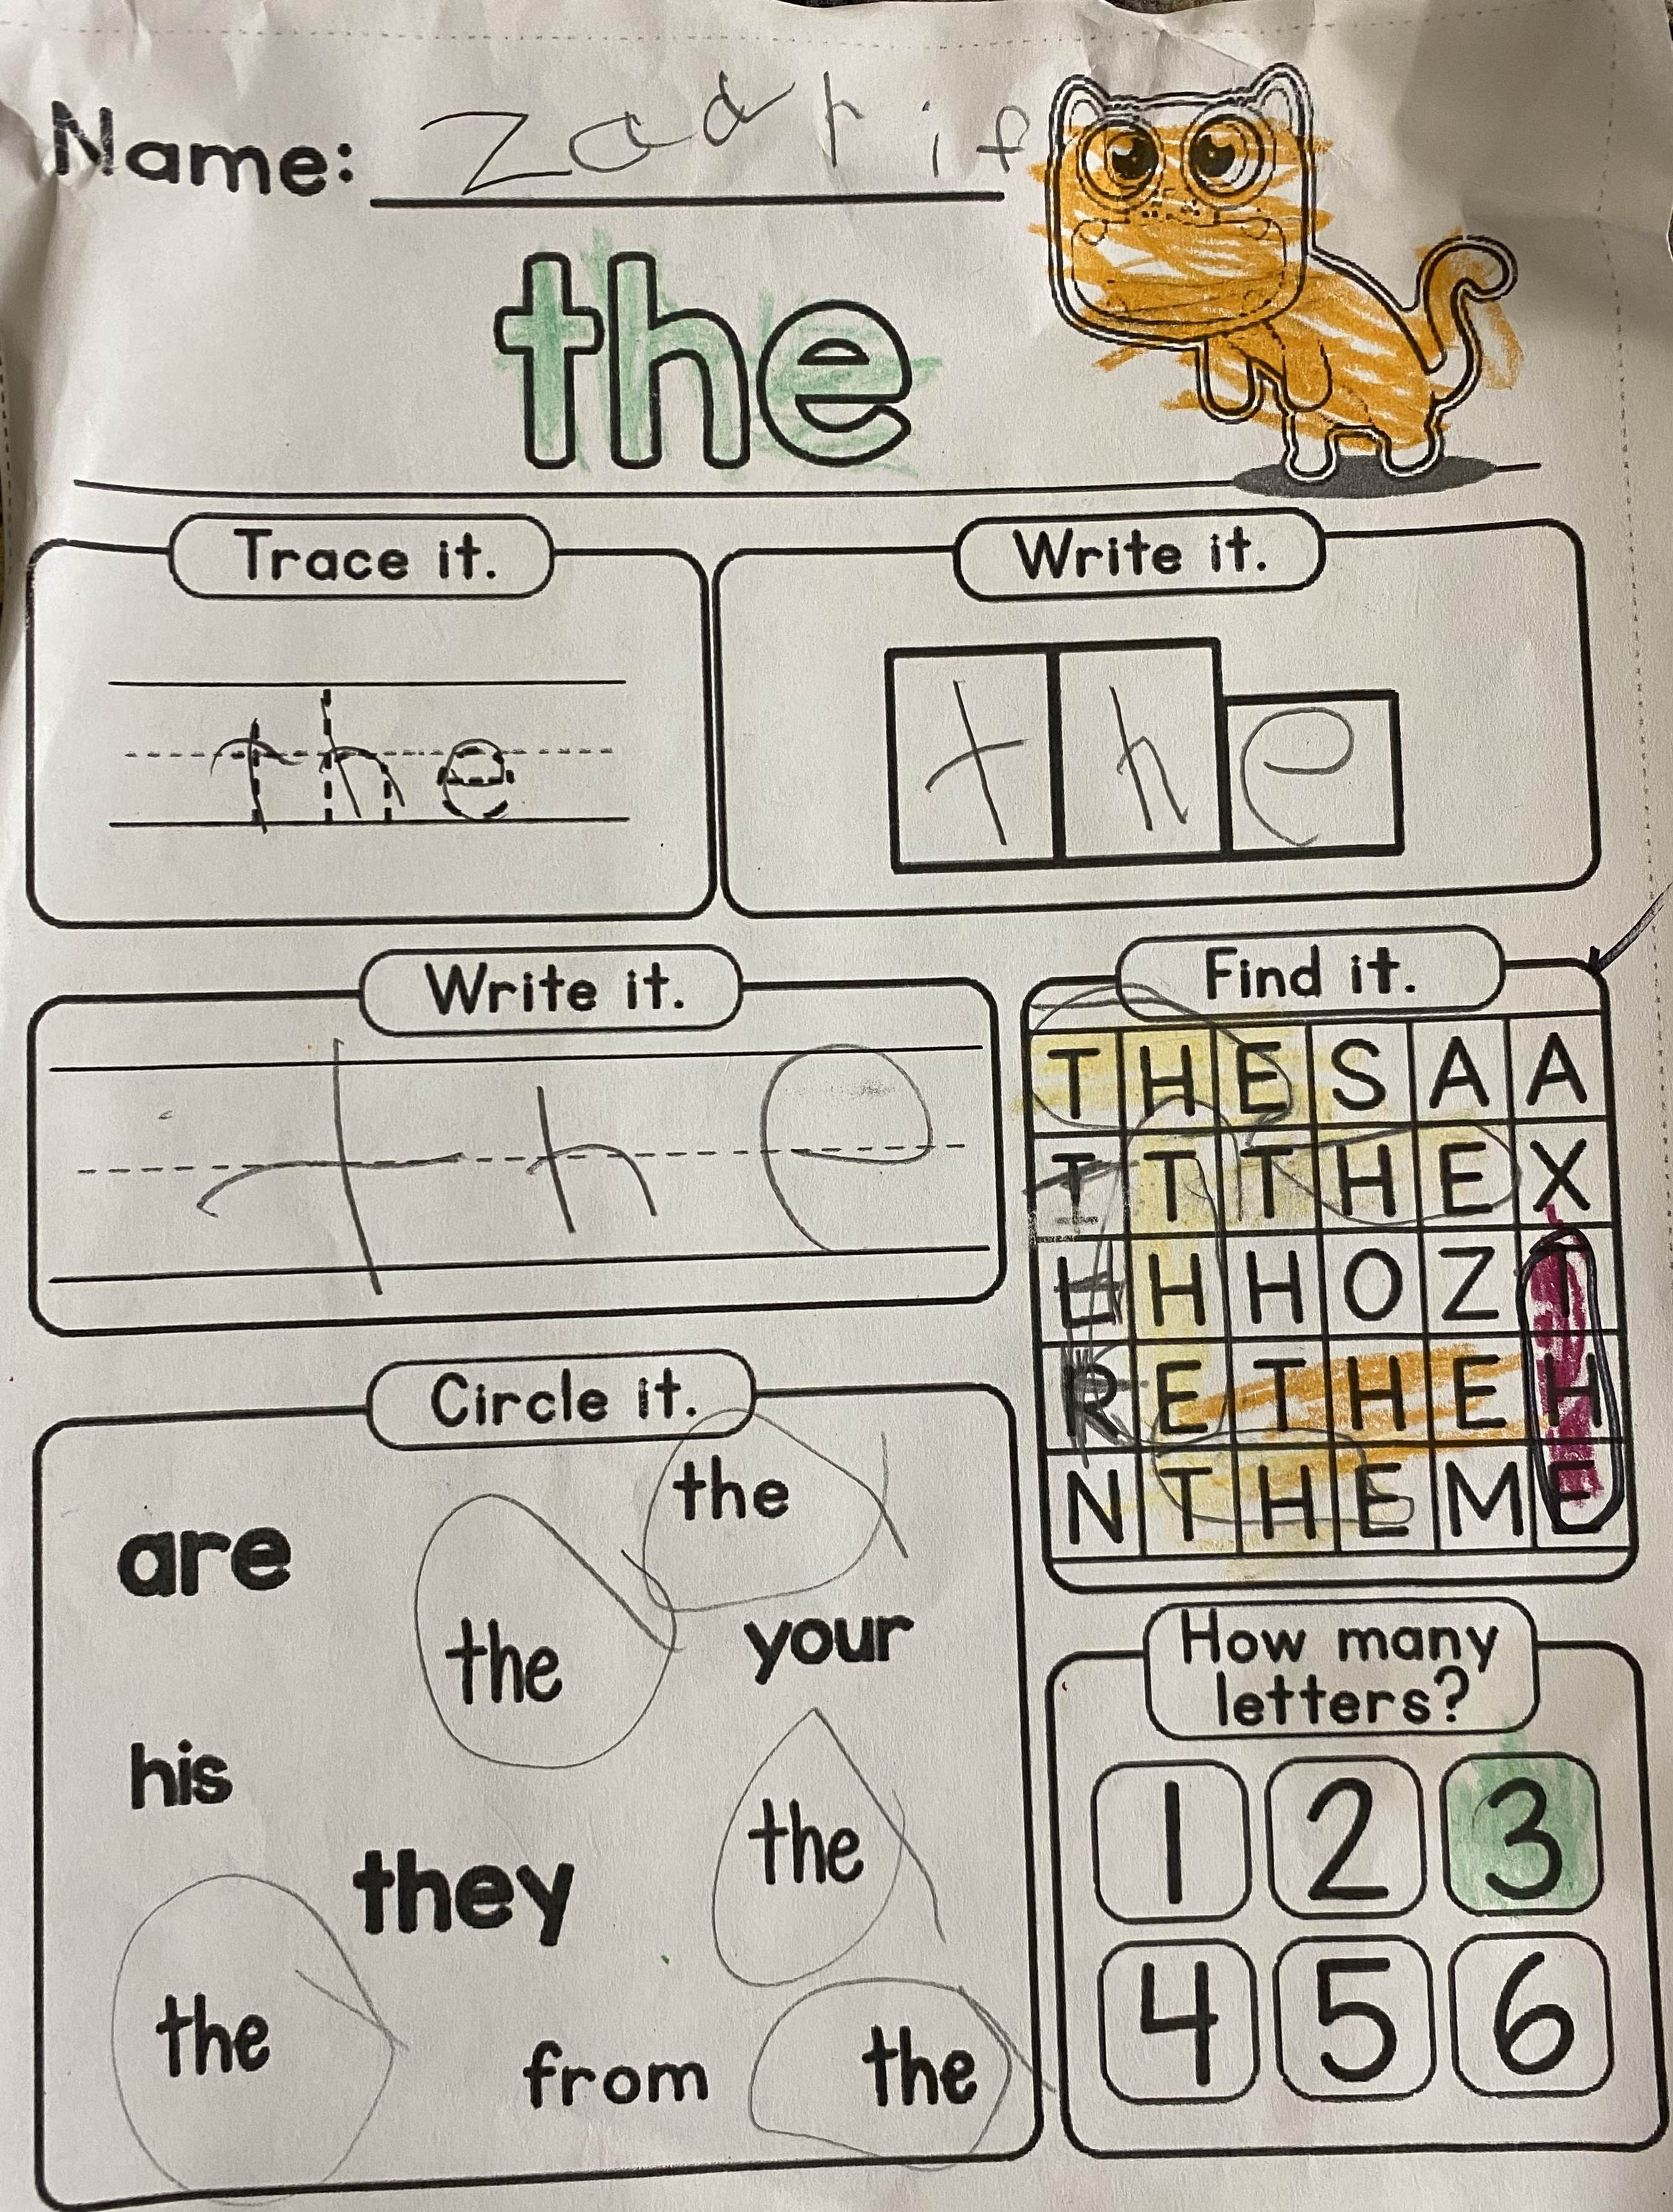 Name: Zadrif
the
Trace it.
the
Write it.
the
Write it.
the
Find it.
T H E S A A
T T T H E X
L H H O Z T
R E T H E H
N T H E M E
Circle it.
the
are
the
your
his
the
they
the
from
the
How many
letters?
1 2 3
4 5 6